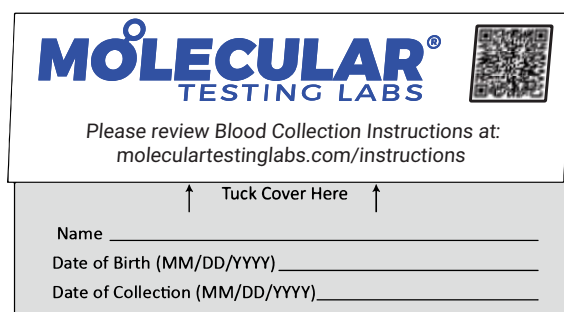 MOLECULAR®
TESTING LABS
Please review Blood Collection Instructions at:
moleculartestinglabs.com/instructions
Tuck Cover Here
Name
Date of Birth (MM/DD/YYYY)
Date of Collection (MM/DD/YYYY)